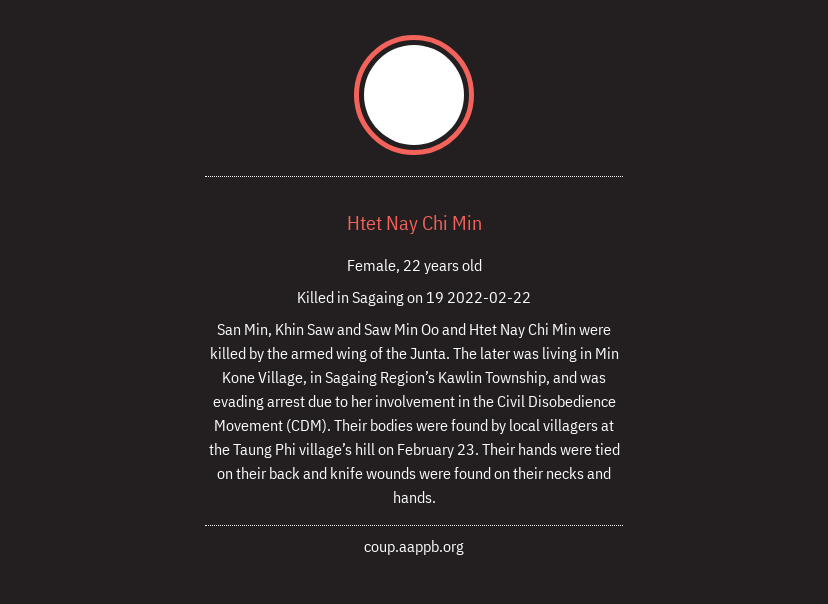 Htet Nay Chi Min
Female, 22 years old
Killed in Sagaing on 19 2022-02-22
San Min, Khin Saw and Saw Min Oo and Htet Nay Chi Min were
killed by the armed wing of the Junta. The later was living in Min
Kone Village, in Sagaing Region’s Kawlin Township, and was
evading arrest due to her involvement in the Civil Disobedience
Movement (CDM). Their bodies were found by local villagers at
the Taung Phi village’s hill on February 23. Their hands were tied
on their back and knife wounds were found on their necks and
hands.
coup.aappb.org